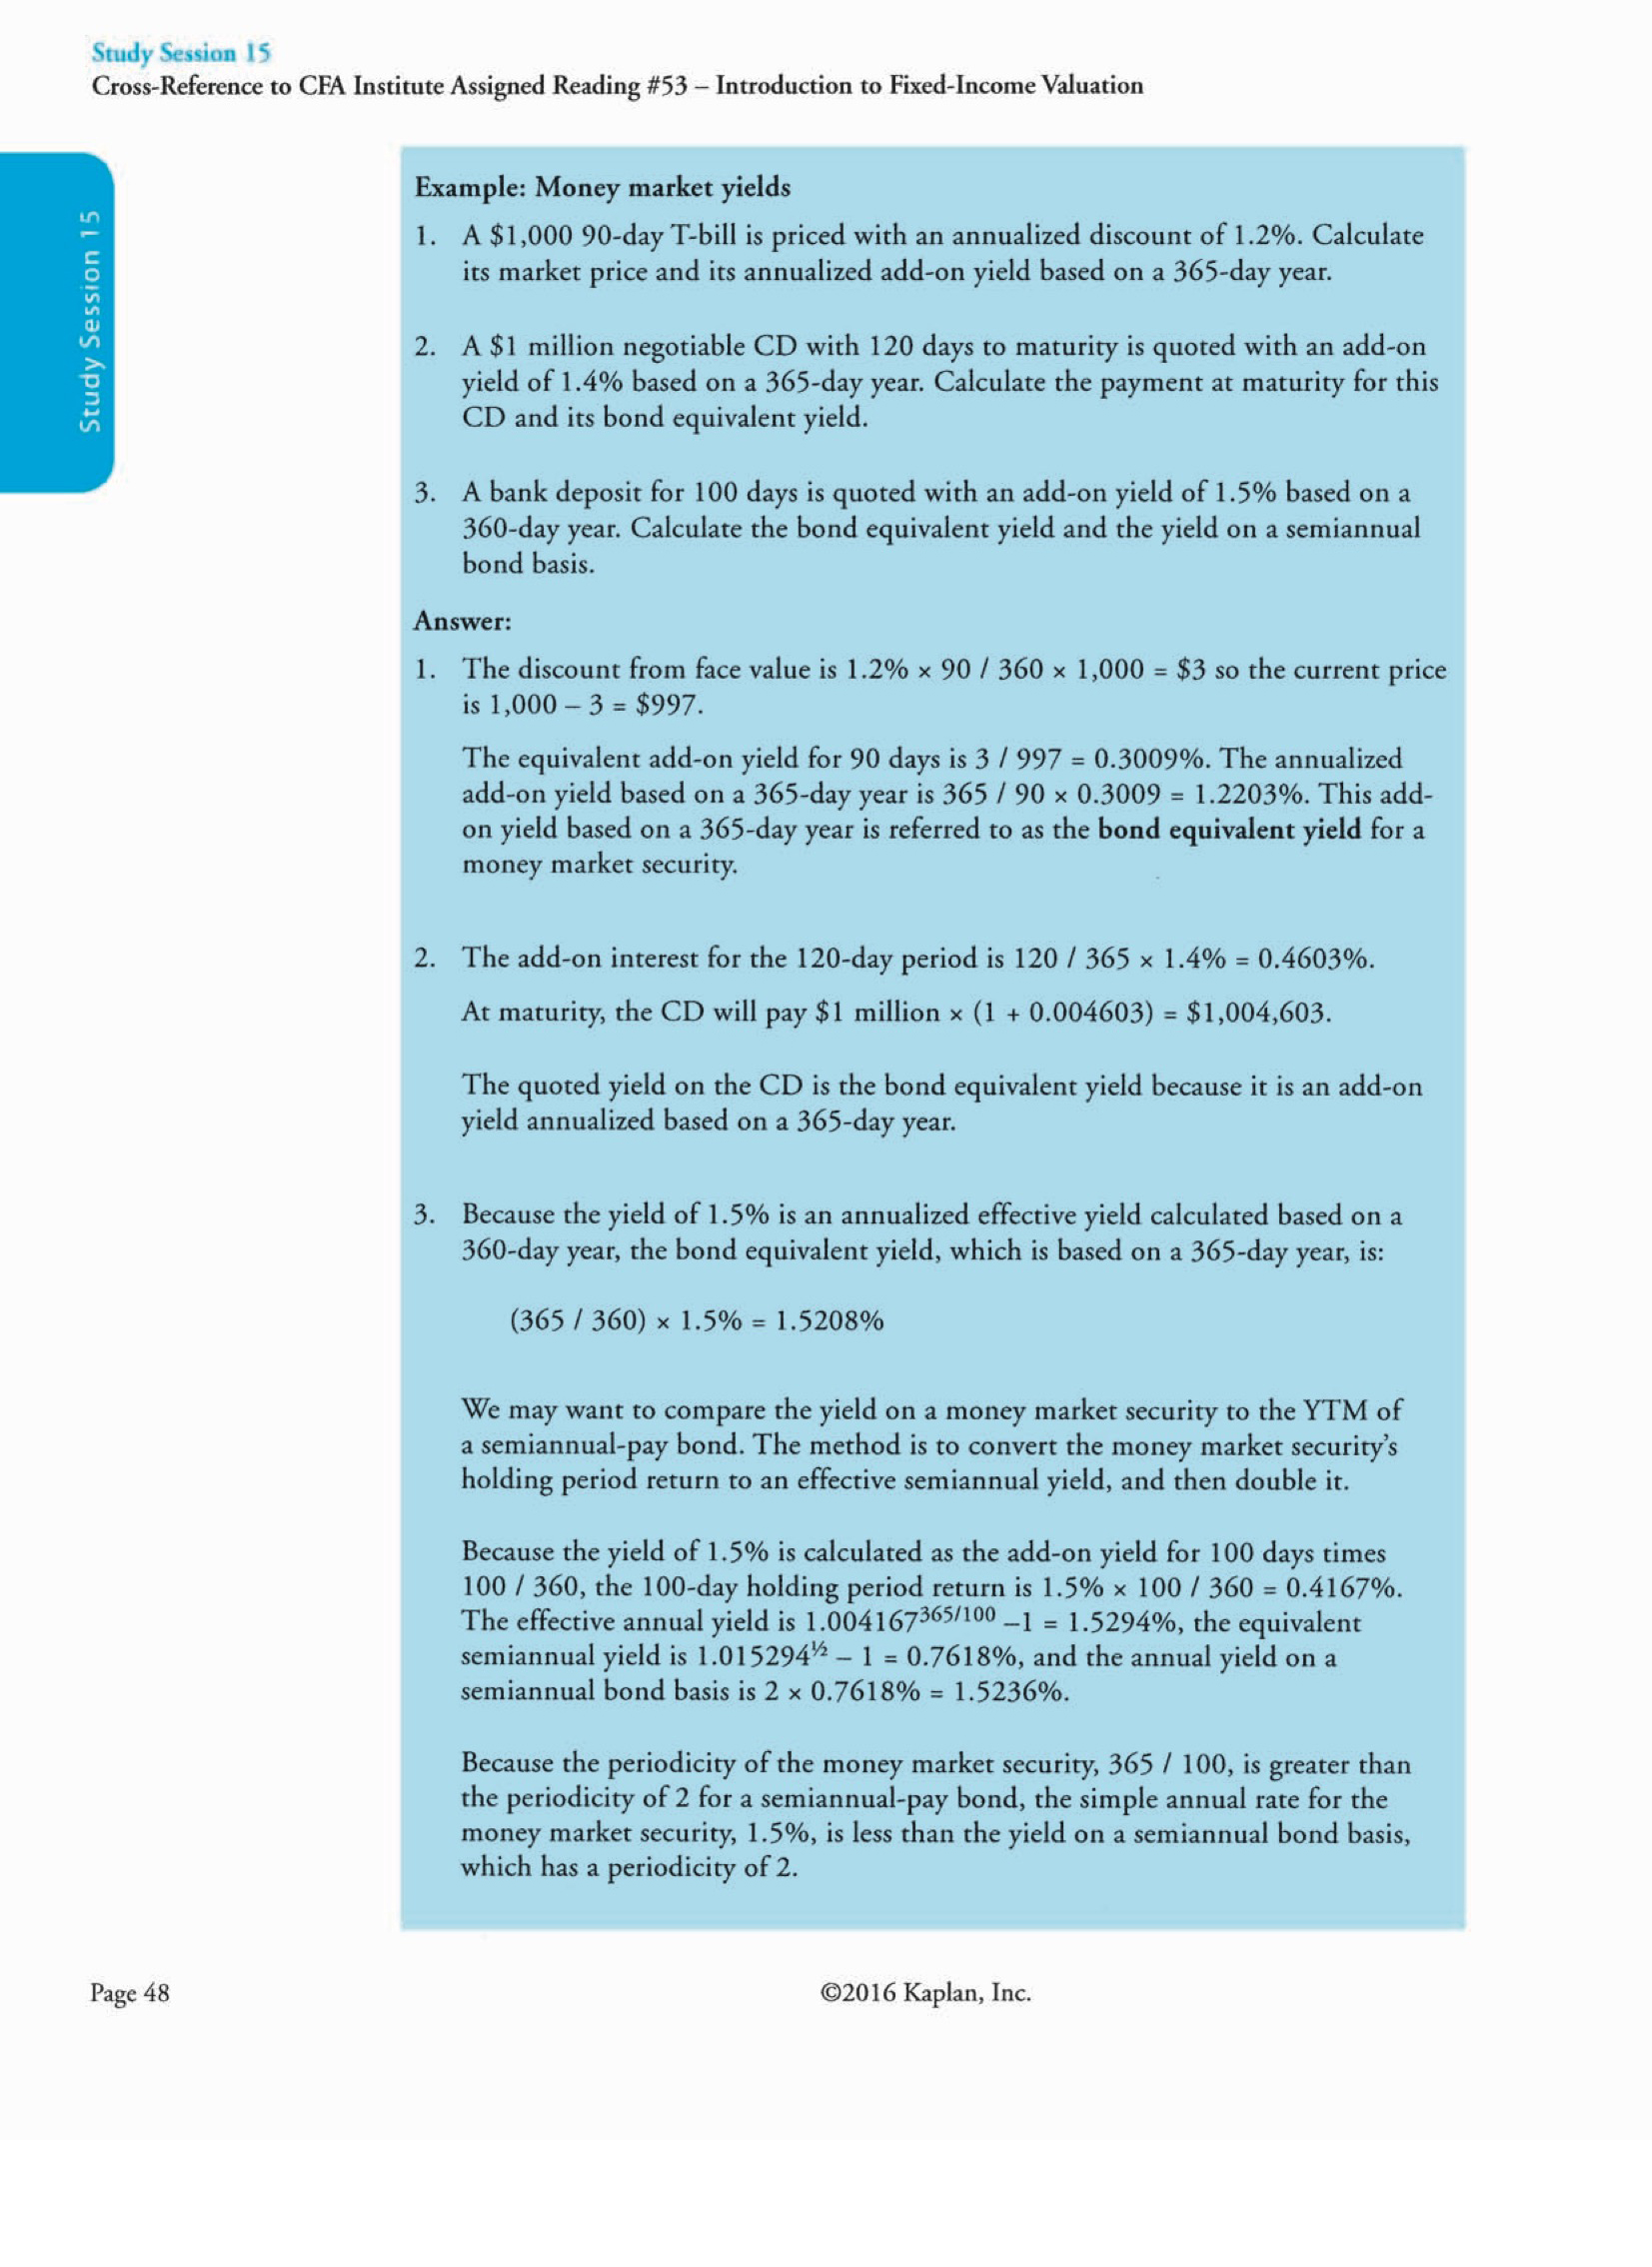 Study Session 15
Cross-Reference to CFA Institute Assigned Reading #53 – Introduction to Fixed-Income Valuation
Study Session 15
Example: Money market yields
1. A $1,000 90-day T-bill is priced with an annualized discount of 1.2%. Calculate
its market price and its annualized add-on yield based on a 365-day year.
2. A $1 million negotiable CD with 120 days to maturity is quoted with an add-on
yield of 1.4% based on a 365-day year. Calculate the payment at maturity for this
CD and its bond equivalent yield.
3. A bank deposit for 100 days is quoted with an add-on yield of 1.5% based on a
360-day year. Calculate the bond equivalent yield and the yield on a semiannual
bond basis.
Answer:
1. The discount from face value is 1.2% × 90 / 360 × 1,000 = $3 so the current price
is 1,000 – 3 = $997.
The equivalent add-on yield for 90 days is 3 / 997 = 0.3009%. The annualized
add-on yield based on a 365-day year is 365 / 90 × 0.3009 = 1.2203%. This add-
on yield based on a 365-day year is referred to as the bond equivalent yield for a
money market security.
2. The add-on interest for the 120-day period is 120 / 365 × 1.4% = 0.4603%.
At maturity, the CD will pay $1 million × (1 + 0.004603) = $1,004,603.
The quoted yield on the CD is the bond equivalent yield because it is an add-on
yield annualized based on a 365-day year.
3. Because the yield of 1.5% is an annualized effective yield calculated based on a
360-day year, the bond equivalent yield, which is based on a 365-day year, is:
(365 / 360) × 1.5% = 1.5208%
We may want to compare the yield on a money market security to the YTM of
a semiannual-pay bond. The method is to convert the money market security's
holding period return to an effective semiannual yield, and then double it.
Because the yield of 1.5% is calculated as the add-on yield for 100 days times
100 / 360, the 100-day holding period return is 1.5% × 100 / 360 = 0.4167%.
The effective annual yield is 1.004167³⁶⁵ᐟ¹⁰⁰ –1 = 1.5294%, the equivalent
semiannual yield is 1.015294^½ – 1 = 0.7618%, and the annual yield on a
semiannual bond basis is 2 × 0.7618% = 1.5236%.
Because the periodicity of the money market security, 365 / 100, is greater than
the periodicity of 2 for a semiannual-pay bond, the simple annual rate for the
money market security, 1.5%, is less than the yield on a semiannual bond basis,
which has a periodicity of 2.
Page 48
©2016 Kaplan, Inc.